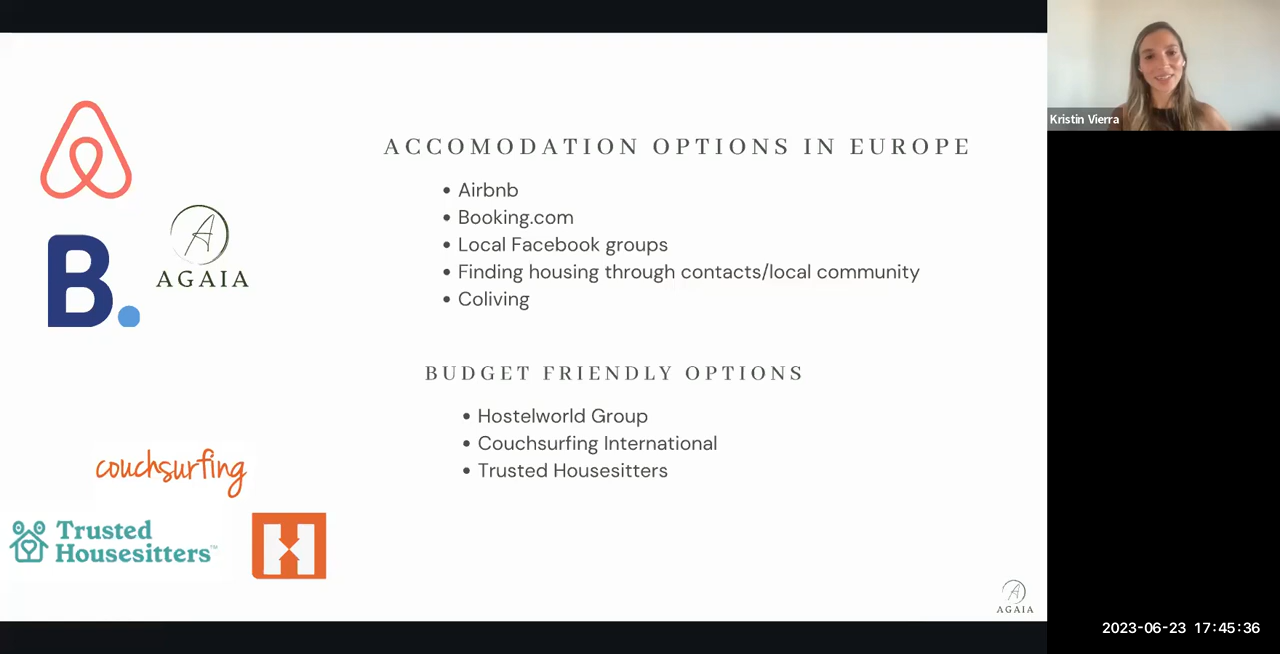 ACCOMODATION OPTIONS IN EUROPE
• Airbnb
• Booking.com
• Local Facebook groups
• Finding housing through contacts/local community
• Coliving
BUDGET FRIENDLY OPTIONS
• Hostelworld Group
• Couchsurfing International
• Trusted Housesitters
B.
A
AGAIA
couchsurfing
Trusted
Housesitters™
H
A
AGAIA
Kristin Vierra
2023-06-23 17:45:36